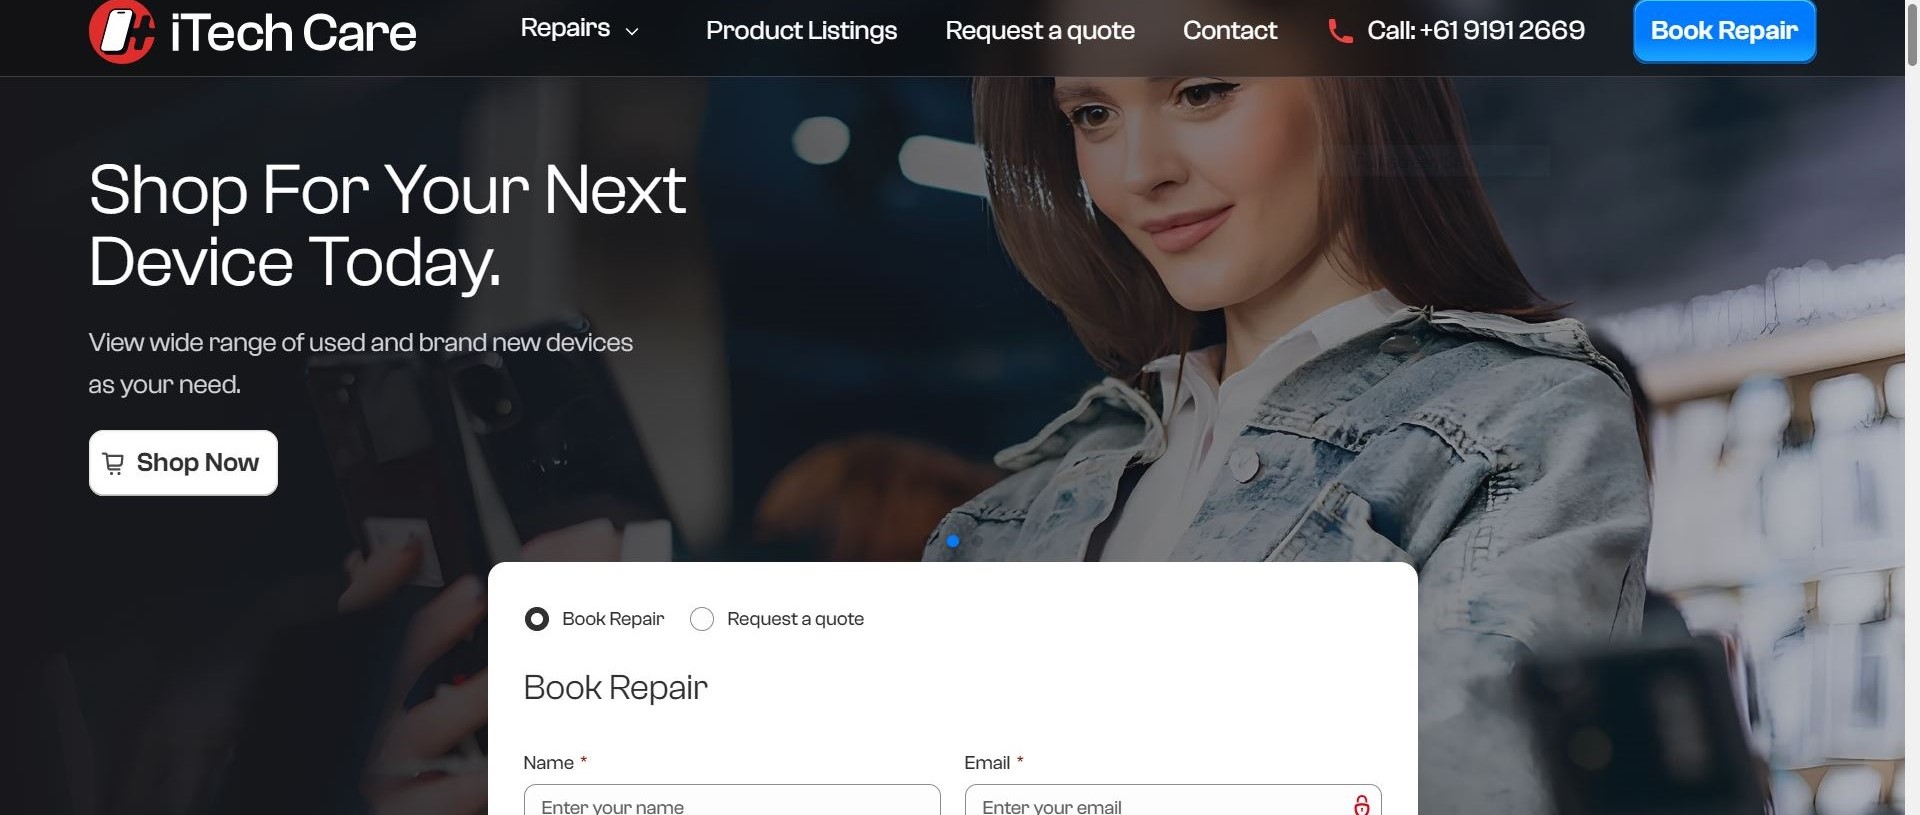 iTech Care
Repairs
Product Listings
Request a quote
Contact
Call: +61 9191 2669
Book Repair
Shop For Your Next
Device Today.
View wide range of used and brand new devices
as your need.
Shop Now
Book Repair
Request a quote
Book Repair
Name *
Email *
Enter your name
Enter your email